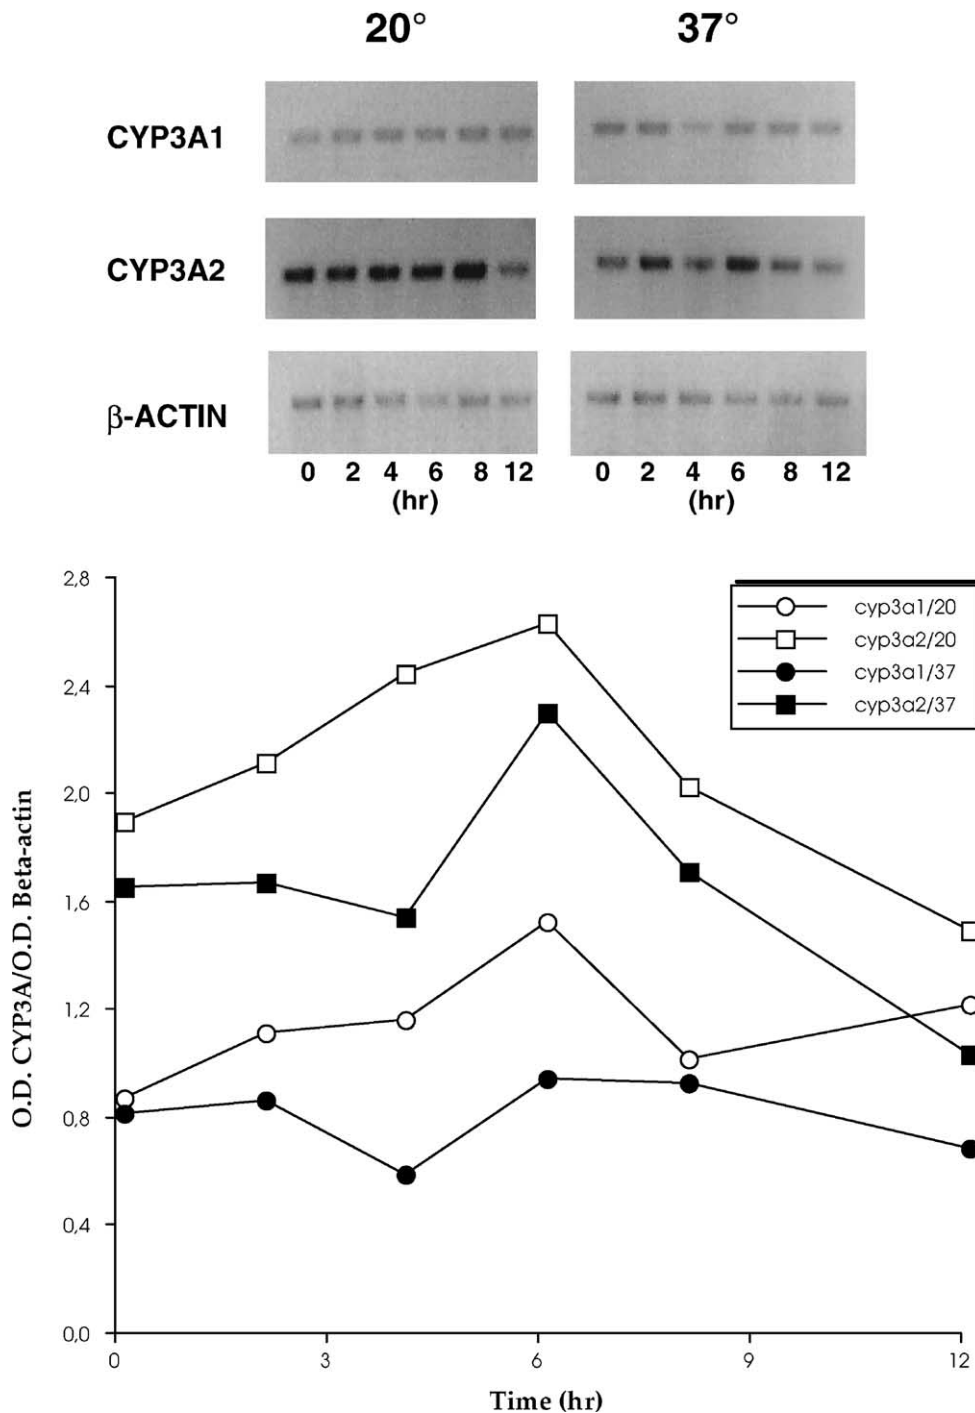 20° 37°
CYP3A1
CYP3A2
β-ACTIN
0 2 4 6 8 12 0 2 4 6 8 12
(hr) (hr)
2,8
2,4
2,0
1,6
1,2
0,8
0,4
0,0
O.D. CYP3A/O.D. Beta-actin
cyp3a1/20
cyp3a2/20
cyp3a1/37
cyp3a2/37
0 3 6 9 12
Time (hr)